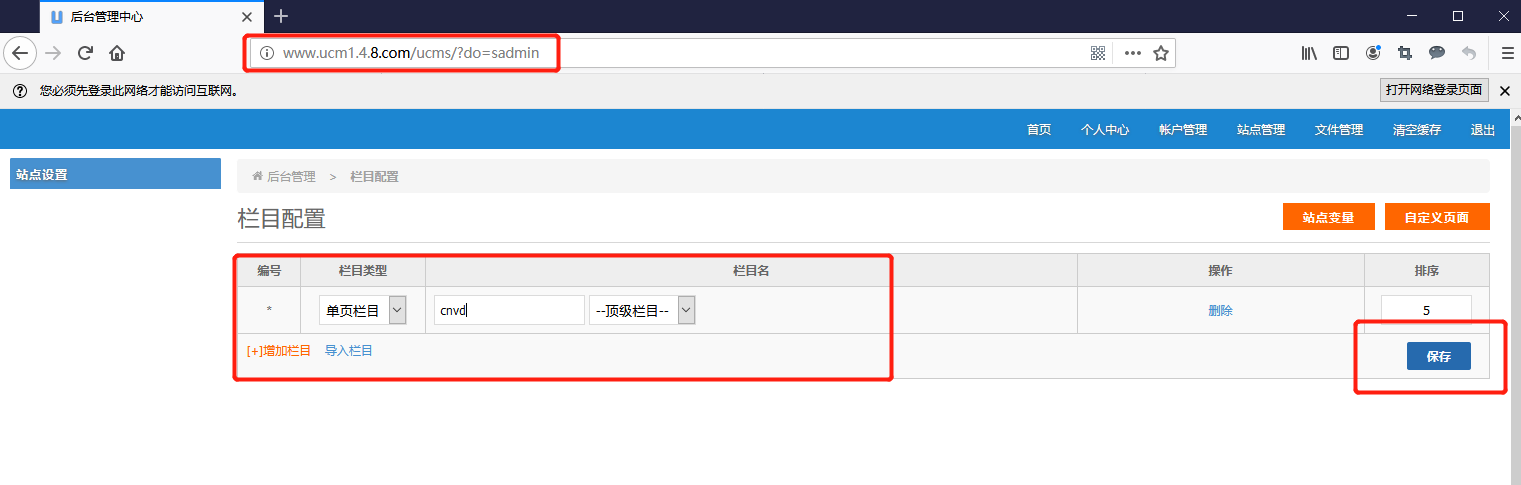 后台管理中心
www.ucm1.4.8.com/ucms/?do=sadmin
您必须先登录此网络才能访问互联网。 打开网络登录页面
首页 个人中心 帐户管理 站点管理 文件管理 清空缓存 退出
站点设置
后台管理 > 栏目配置
栏目配置 站点变量 自定义页面
编号 栏目类型 栏目名 操作 排序
* 单页栏目 cnvd --顶级栏目-- 删除 5
[+]增加栏目 导入栏目 保存